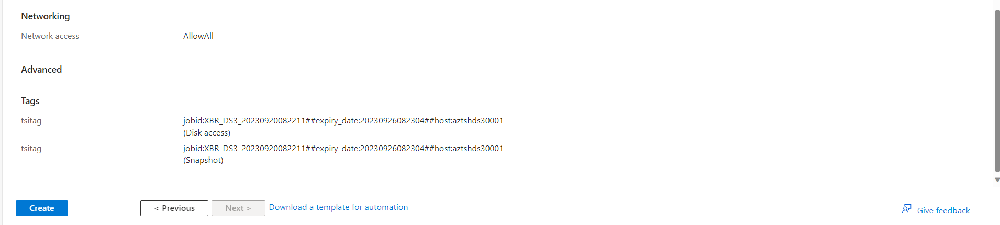 Networking
Network access AllowAll
Advanced
Tags
tsitag jobid:XBR_DS3_20230920082211##expiry_date:20230926082304##host:aztshds30001
(Disk access)
tsitag jobid:XBR_DS3_20230920082211##expiry_date:20230926082304##host:aztshds30001
(Snapshot)
Create < Previous Next > Download a template for automation Give feedback